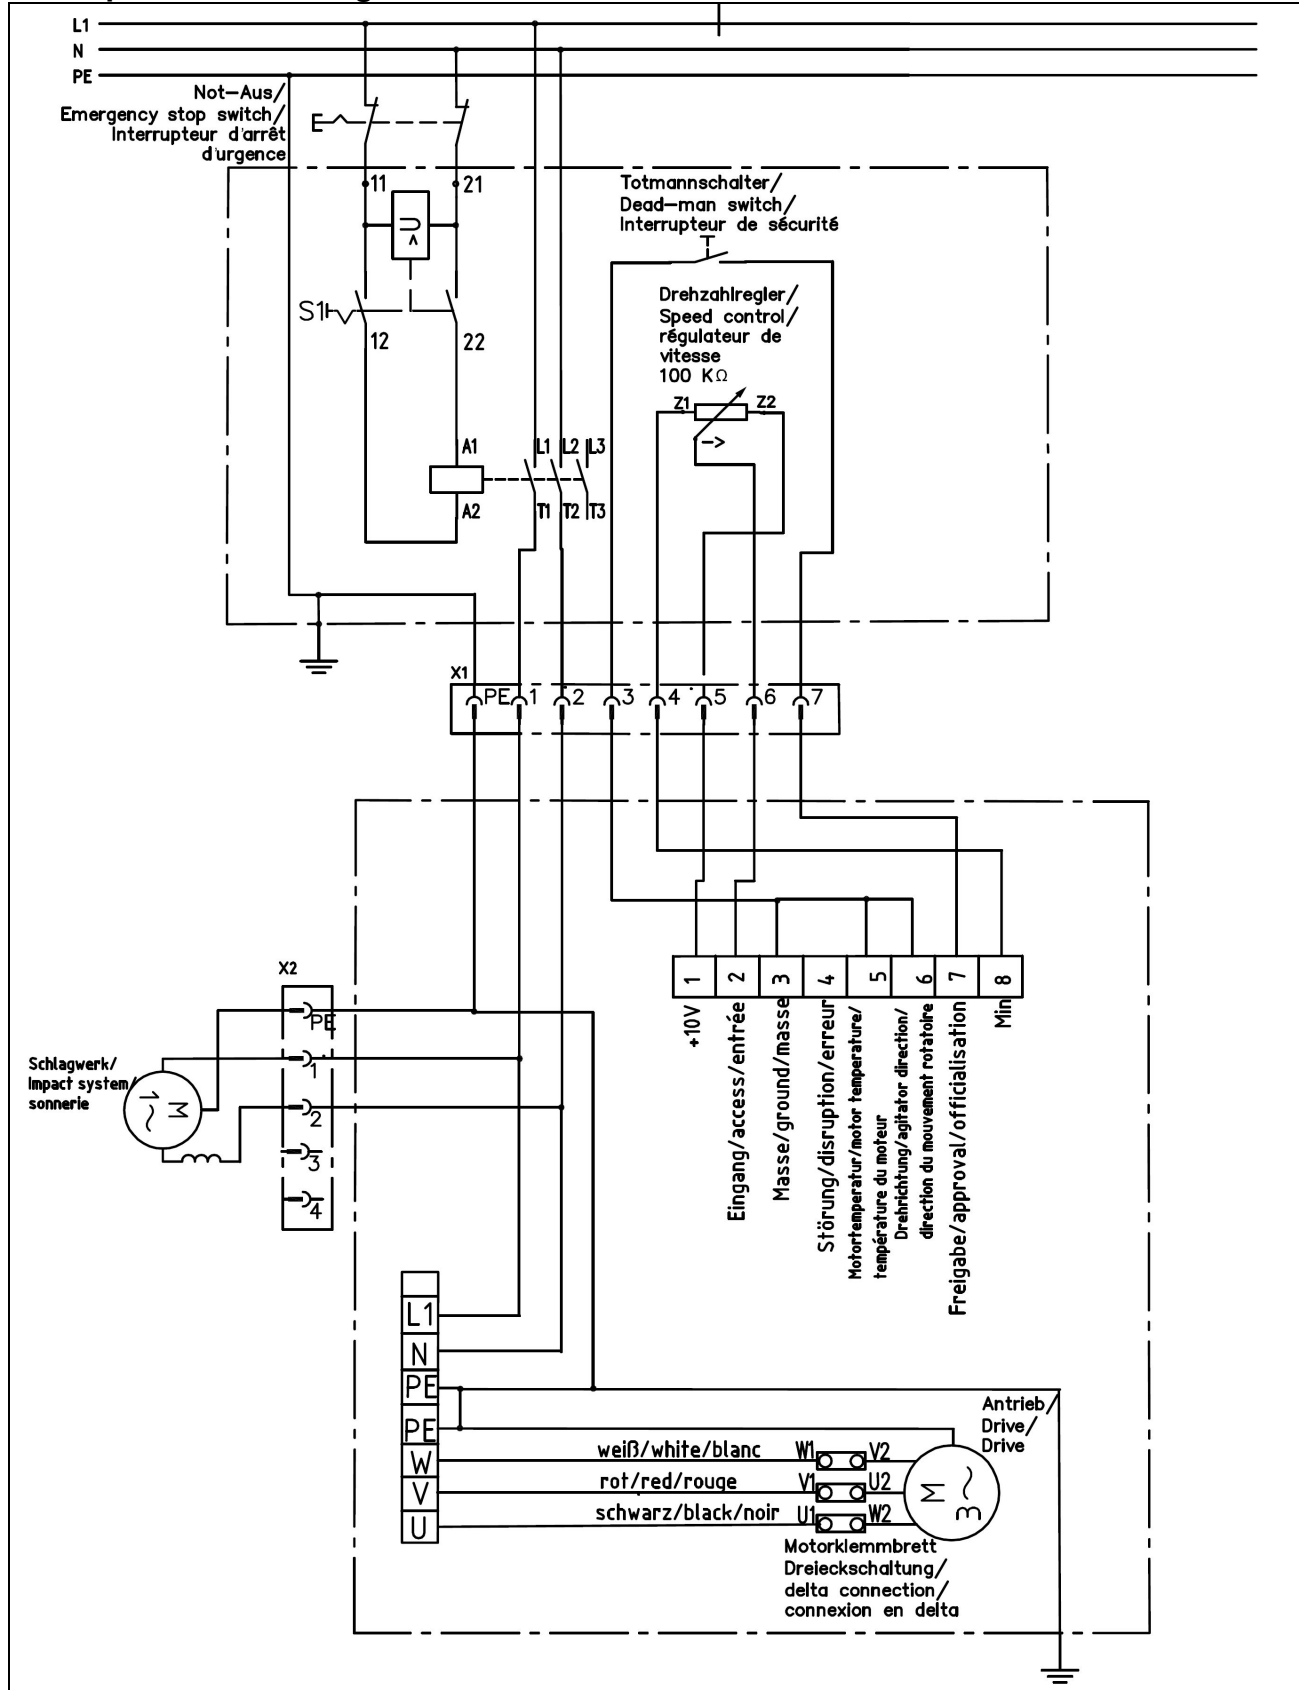 L1
N
PE
Not-Aus/
Emergency stop switch/
Interrupteur d'arrêt
d'urgence
11
21
U
>
S1
12
22
Totmannschalter/
Dead-man switch/
Interrupteur de sécurité
Drehzahlregler/
Speed control/
régulateur de
vitesse
100 KΩ
Z1
Z2
->
A1
L1
L2
L3
A2
T1
T2
T3
X1
PE
1
2
3
4
5
6
7
X2
PE
1
2
3
4
Schlagwerk/
Impact system/
sonnerie
M
1~
1
2
3
4
5
6
7
8
+10V
Eingang/access/entrée
Masse/ground/masse
Störung/disruption/erreur
Motortemperatur/motor temperature/
température du moteur
Drehrichtung/agitator direction/
direction du mouvement rotatoire
Freigabe/approval/officialisation
Min
L1
N
PE
PE
W
V
U
weiß/white/blanc
W1
V2
rot/red/rouge
V1
U2
schwarz/black/noir
U1
W2
Antrieb/
Drive/
Drive
M
3~
Motorklemmbrett
Dreieckschaltung/
delta connection/
connexion en delta